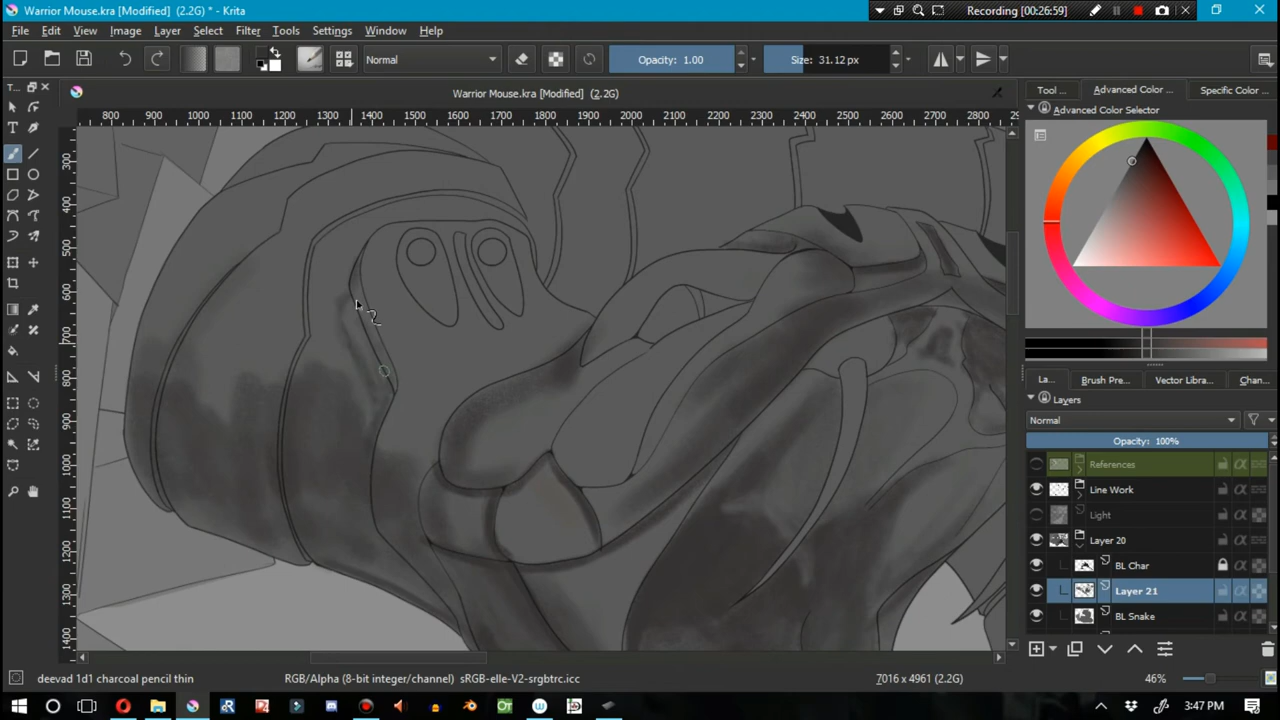 Warrior Mouse.kra [Modified] (2.2G) * - Krita
Recording [00:26:59]
File Edit View Image Layer Select Filter Tools Settings Window Help
Normal
Opacity: 1.00
Size: 31.12 px
T...
Warrior Mouse.kra [Modified] (2.2G)
Tool ...
Advanced Color ...
Specific Color ...
Advanced Color Selector
800 900 1000 1100 1200 1300 1400 1500 1600 1700 1800 1900 2000 2100 2200 2300 2400 2500 2600 2700 2800 29
300
400
500
600
700
800
900
1000
1100
1200
1300
1400
La...
Brush Pre...
Vector Libra...
Chan...
Layers
Normal
Opacity: 100%
References
Line Work
Light
Layer 20
BL Char
Layer 21
BL Snake
deevad 1d1 charcoal pencil thin
RGB/Alpha (8-bit integer/channel) sRGB-elle-V2-srgbtrc.icc
7016 x 4961 (2.2G)
46%
3:47 PM